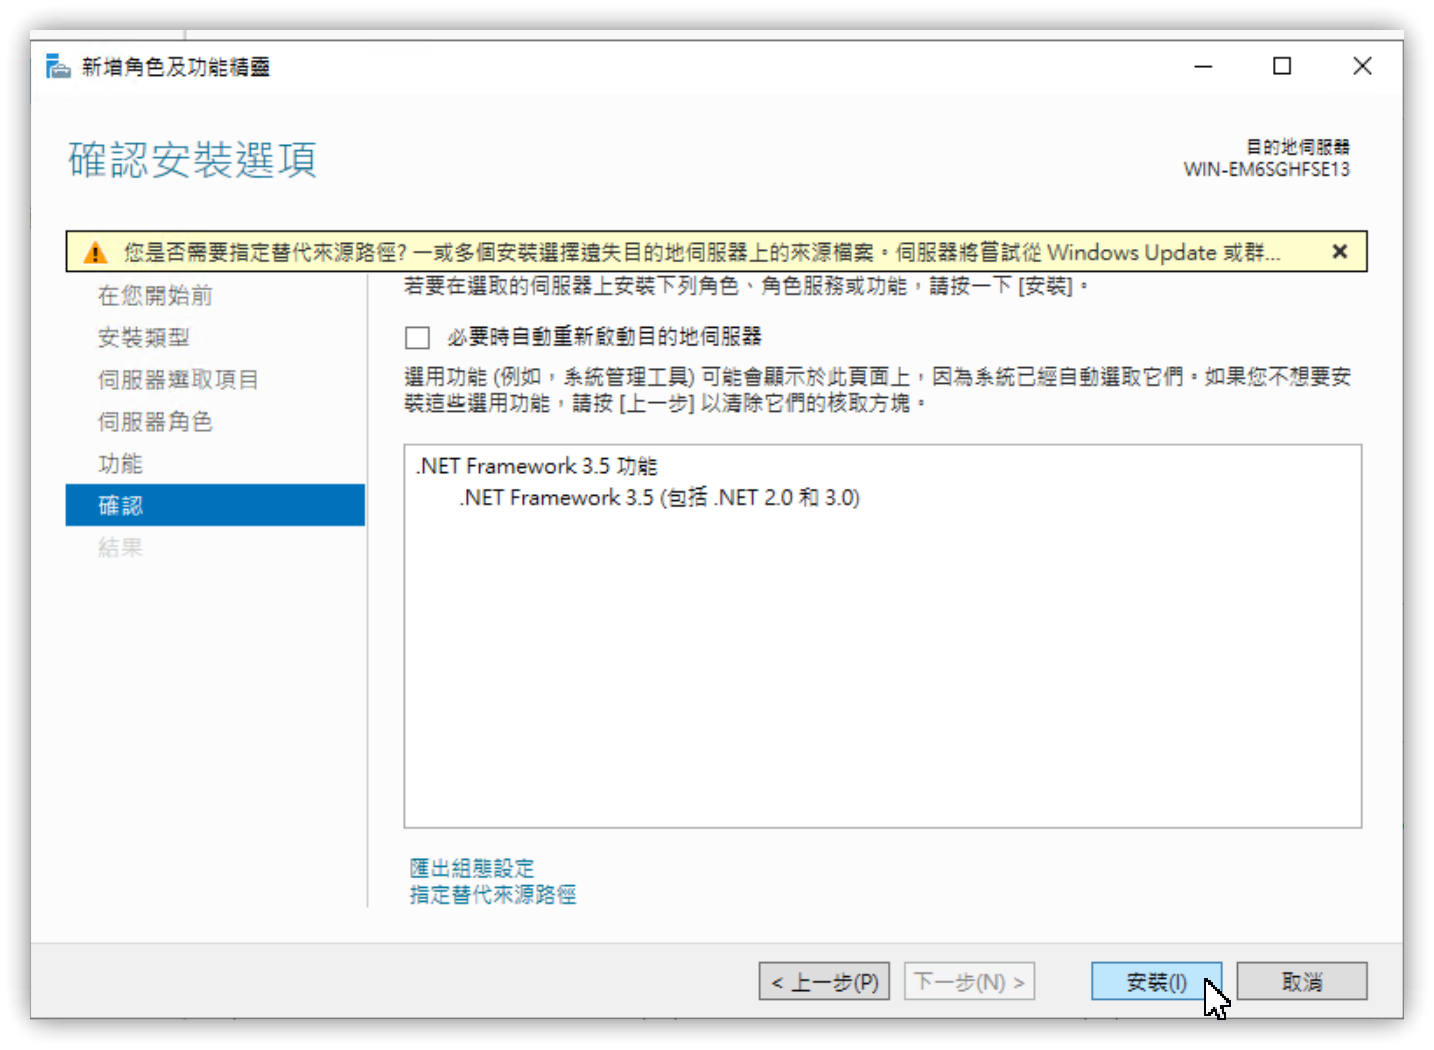 新增角色及功能精靈
確認安裝選項
目的地伺服器
WIN-EM6SGHFSE13
您是否需要指定替代來源路徑? 一或多個安裝選擇遺失目的地伺服器上的來源檔案。伺服器將嘗試從 Windows Update 或群...
在您開始前
安裝類型
伺服器選取項目
伺服器角色
功能
確認
結果
若要在選取的伺服器上安裝下列角色、角色服務或功能，請按一下 [安裝]。
必要時自動重新啟動目的地伺服器
選用功能 (例如，系統管理工具) 可能會顯示於此頁面上，因為系統已經自動選取它們。如果您不想要安
裝這些選用功能，請按 [上一步] 以清除它們的核取方塊。
.NET Framework 3.5 功能
.NET Framework 3.5 (包括 .NET 2.0 和 3.0)
匯出組態設定
指定替代來源路徑
< 上一步(P)
下一步(N) >
安裝(I)
取消